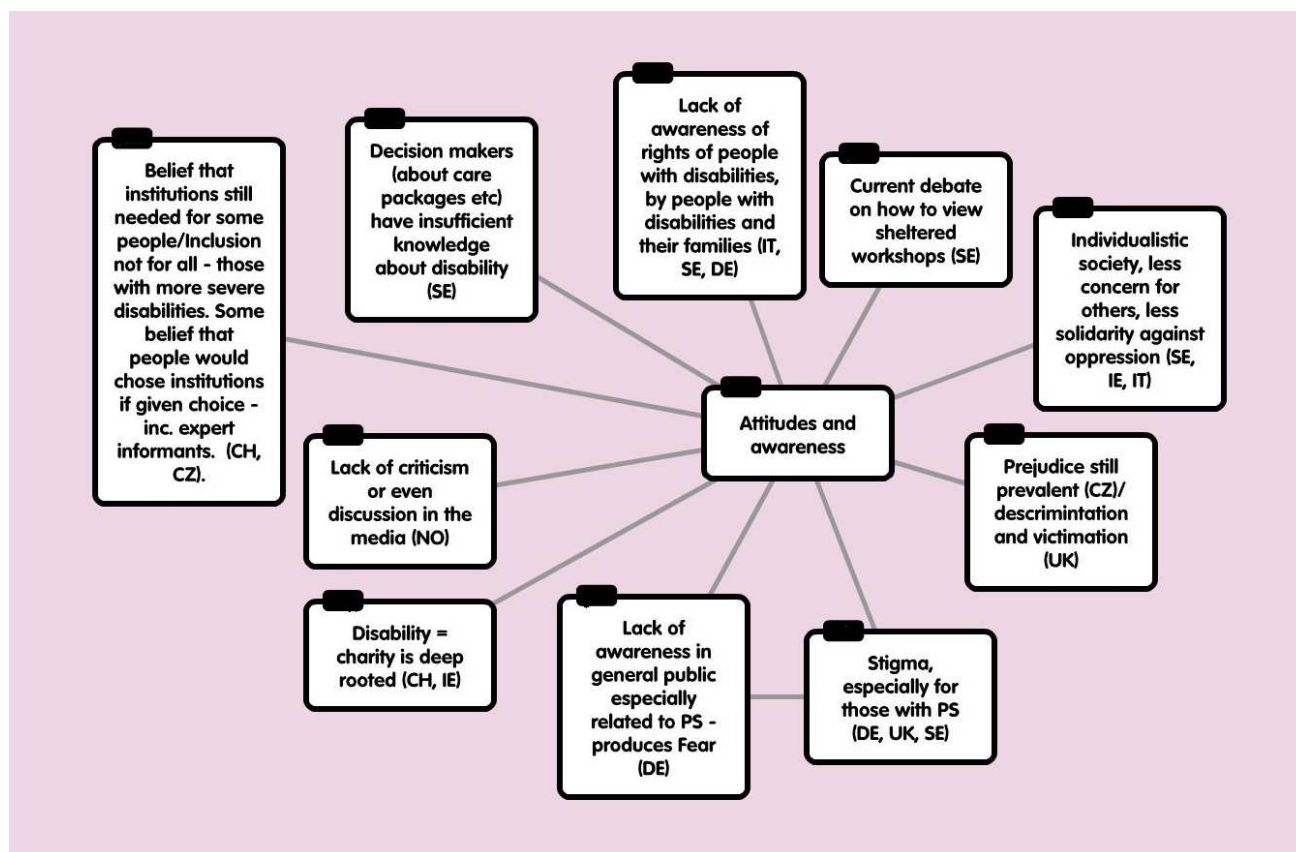 Belief that
institutions still
needed for some
people/Inclusion
not for all - those
with more severe
disabilities. Some
belief that
people would
chose institutions
if given choice -
inc. expert
informants. (CH,
CZ).
Decision makers
(about care
packages etc)
have insufficient
knowledge
about disability
(SE)
Lack of
awareness of
rights of people
with disabilities,
by people with
disabilities and
their families (IT,
SE, DE)
Current debate
on how to view
sheltered
workshops (SE)
Individualistic
society, less
concern for
others, less
solidarity against
oppression (SE,
IE, IT)
Attitudes and
awareness
Lack of criticism
or even
discussion in the
media (NO)
Prejudice still
prevalent (CZ)/
descrimintation
and victimation
(UK)
Disability =
charity is deep
rooted (CH, IE)
Lack of
awareness in
general public
especially
related to PS -
produces Fear
(DE)
Stigma,
especially for
those with PS
(DE, UK, SE)